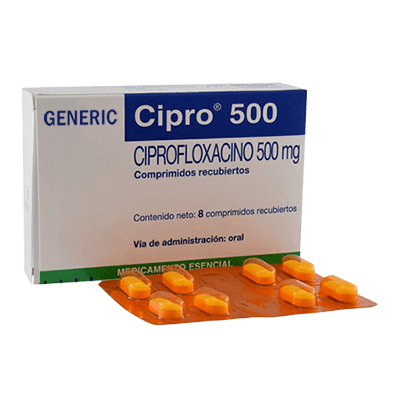 GENERIC
Cipro® 500
CIPROFLOXACINO 500 mg
Comprimidos recubiertos
Contenido neto: 8 comprimidos recubiertos
Vía de administración: oral
MEDICAMENTO ESENCIAL